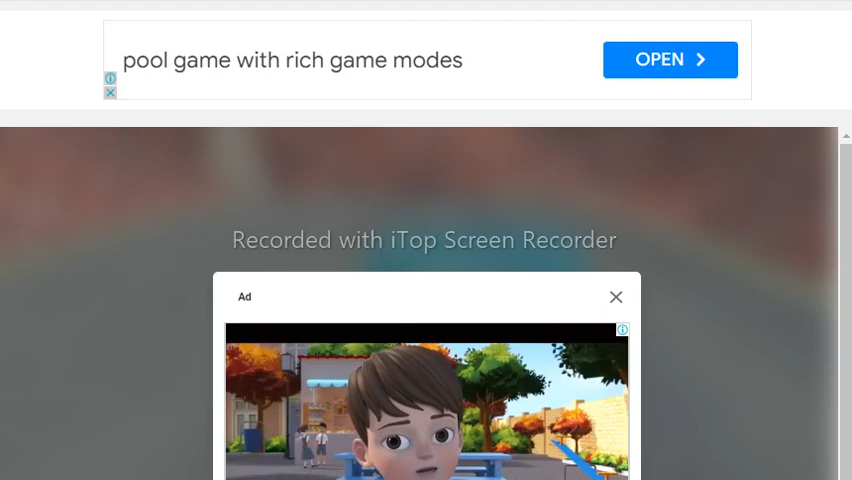 pool game with rich game modes
OPEN
Recorded with iTop Screen Recorder
Ad